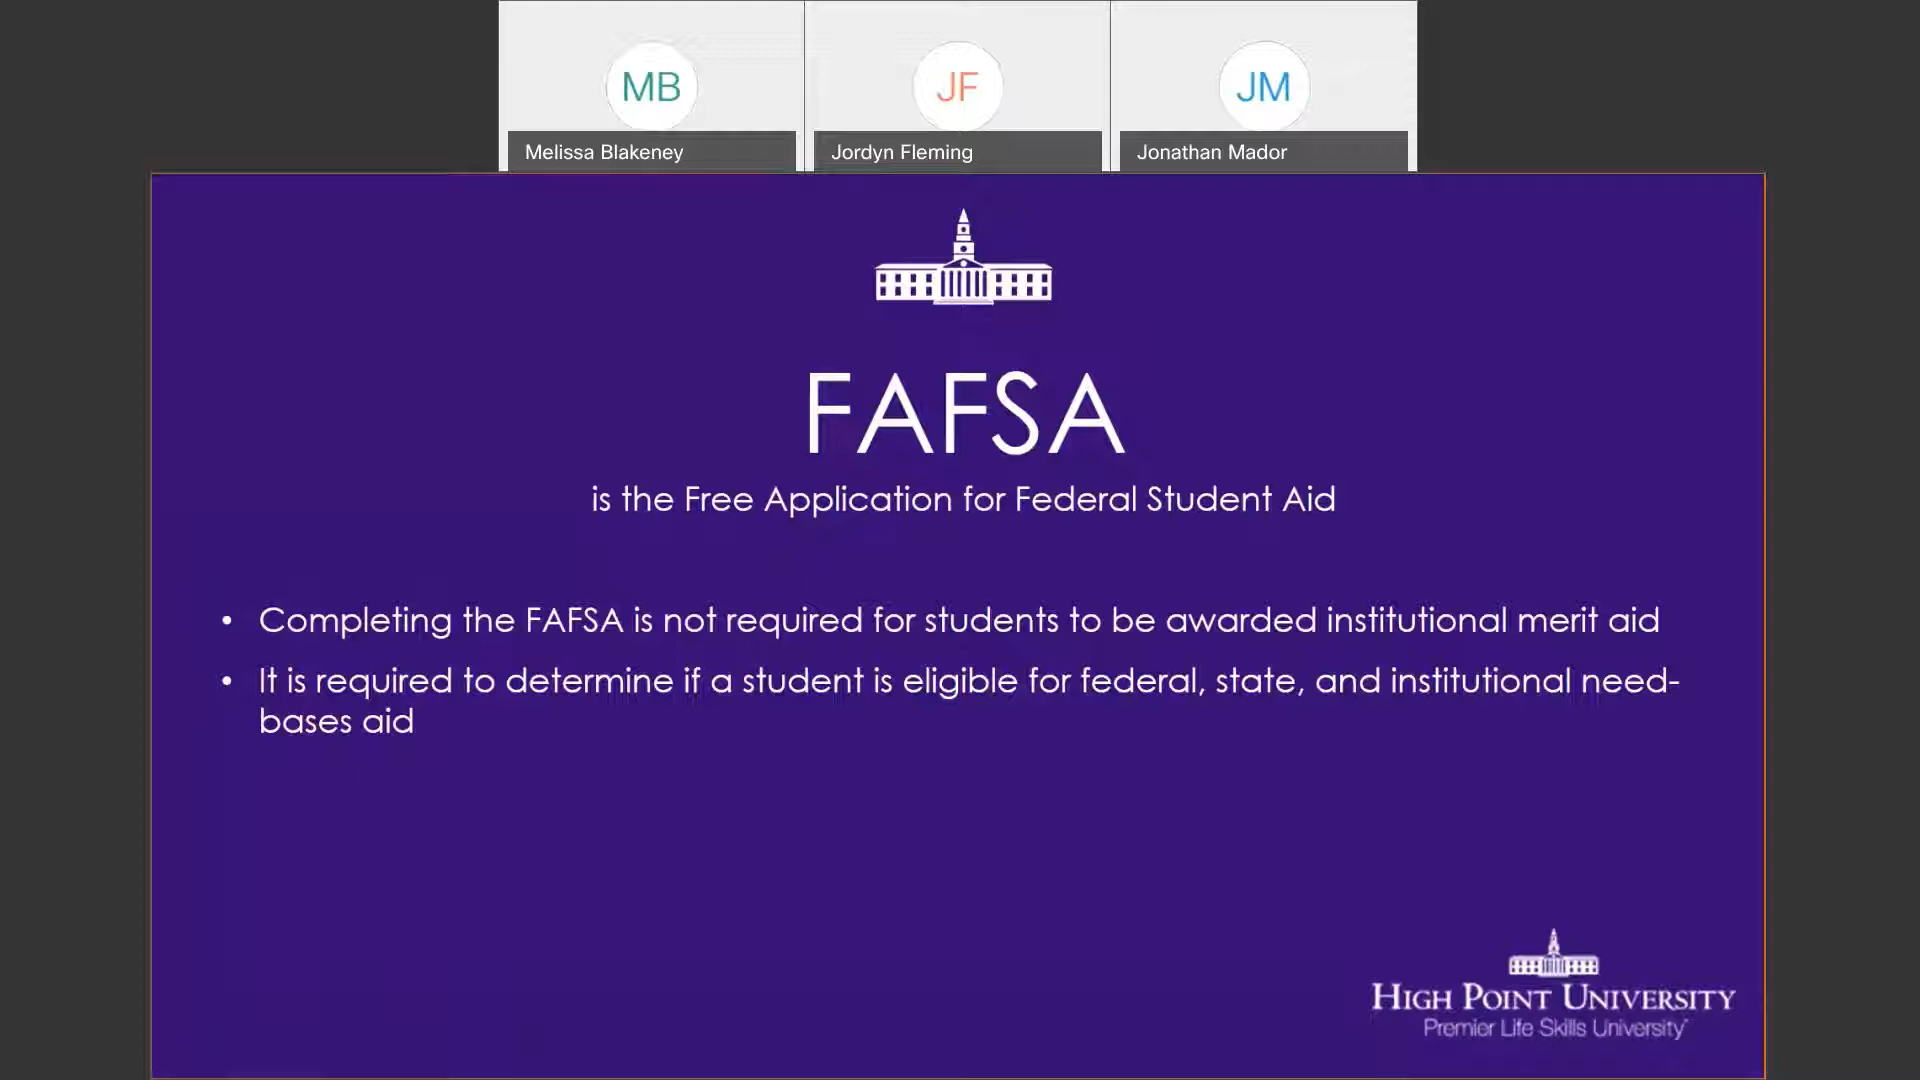 MB
JF
JM
Melissa Blakeney
Jordyn Fleming
Jonathan Mador
FAFSA
is the Free Application for Federal Student Aid
• Completing the FAFSA is not required for students to be awarded institutional merit aid
• It is required to determine if a student is eligible for federal, state, and institutional need-
bases aid
HIGH POINT UNIVERSITY
Premier Life Skills University™